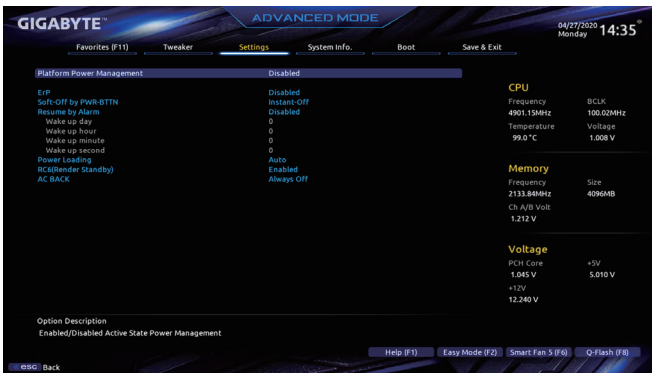 GIGABYTE™
ADVANCED MODE
04/27/2020
Monday
14:35
Favorites (F11) Tweaker Settings System Info. Boot Save & Exit
Platform Power Management Disabled
ErP Disabled
Soft-Off by PWR-BTTN Instant-Off
Resume by Alarm Disabled
Wake up day 0
Wake up hour 0
Wake up minute 0
Wake up second 0
Power Loading Auto
RC6(Render Standby) Enabled
AC BACK Always Off
CPU
Frequency BCLK
4901.15MHz 100.02MHz
Temperature Voltage
99.0 °C 1.008 V
Memory
Frequency Size
2133.84MHz 4096MB
Ch A/B Volt
1.212 V
Voltage
PCH Core +5V
1.045 V 5.010 V
+12V
12.240 V
Option Description
Enabled/Disabled Active State Power Management
Help (F1) Easy Mode (F2) Smart Fan 5 (F6) Q-Flash (F8)
esc Back